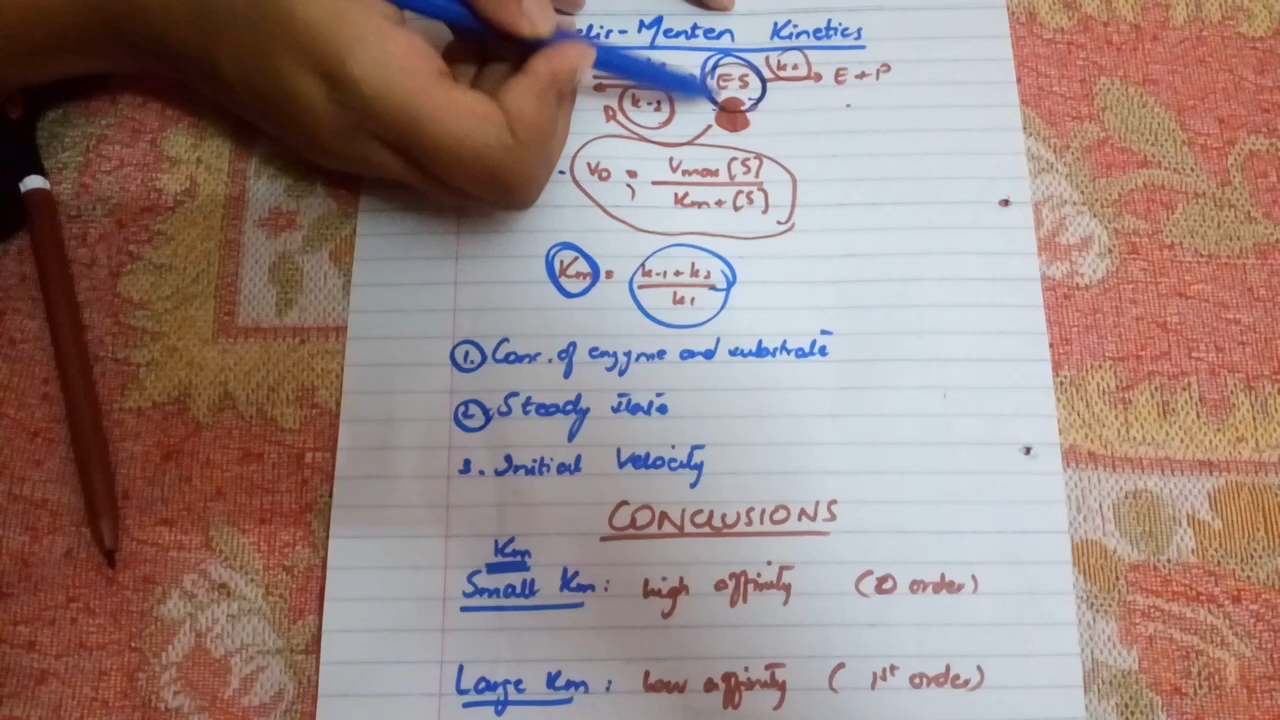 -Menten Kinetics
k-1 ES k2 E + P
V0 = Vmax [S] / Km + [S]
Km = k-1 + k2 / k1
1. Conc. of enzyme and substrate
2. Steady state
3. Initial Velocity
CONCLUSIONS
Km
Small Km: high affinity (0 order)
Large Km: low affinity (1st order)